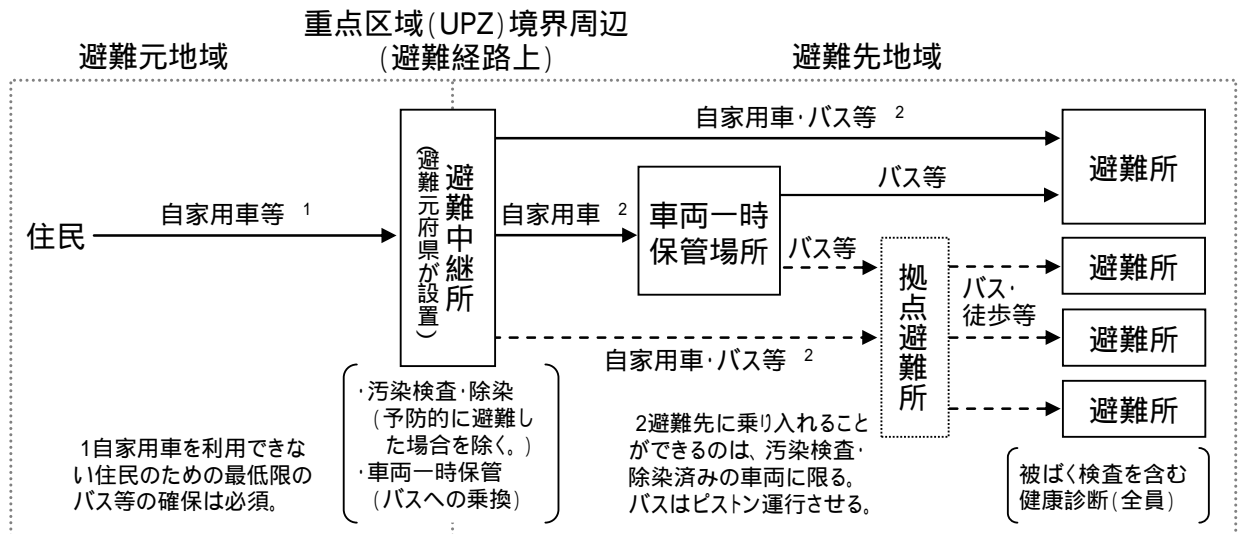 重点区域(UPZ)境界周辺
(避難経路上)
避難元地域
避難先地域
住民
自家用車等 1
避難中継所
(避難元府県が設置)
自家用車・バス等 2
自家用車 2
車両一時
保管場所
バス等
バス等
自家用車・バス等 2
拠点避難所
バス・
徒歩等
避難所
避難所
避難所
避難所
1自家用車を利用できな
い住民のための最低限の
バス等の確保は必須。
・汚染検査・除染
(予防的に避難し
た場合を除く。)
・車両一時保管
(バスへの乗換)
2避難先に乗り入れること
ができるのは、汚染検査・
除染済みの車両に限る。
バスはピストン運行させる。
被ばく検査を含む
健康診断(全員)